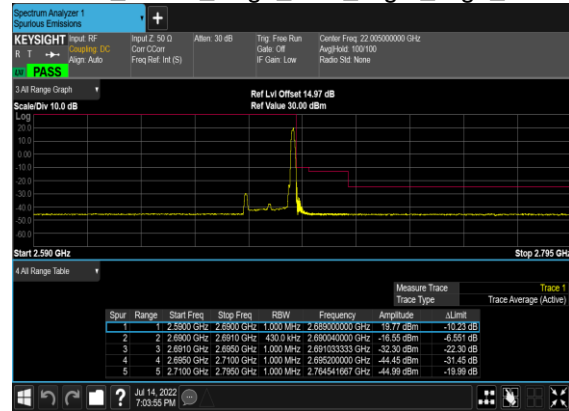 Spectrum Analyzer 1
Spurious Emissions
+
KEYSIGHT Input: RF Input Z: 50 Ω Atten: 30 dB Trig: Free Run Center Freq: 22.005000000 GHz
R T Coupling: DC Corr CCorr Gate: Off Avg|Hold: 100/100
Align: Auto Freq Ref: Int (S) IF Gain: Low Radio Std: None
PASS
3 All Range Graph Ref Lvl Offset 14.97 dB
Scale/Div 10.0 dB Ref Value 30.00 dBm
Log
20.0
10.0
0.00
-10.0
-20.0
-30.0
-40.0
-50.0
-60.0
Start 2.590 GHz Stop 2.795 GHz
4 All Range Table
Measure Trace Trace 1
Trace Type Trace Average (Active)
Spur Range Start Freq Stop Freq RBW Frequency Amplitude ΔLimit
1 1 2.5900 GHz 2.6900 GHz 1.000 MHz 2.689000000 GHz 19.77 dBm -10.23 dB
2 2 2.6900 GHz 2.6910 GHz 430.0 kHz 2.690040000 GHz -16.55 dBm -6.551 dB
3 3 2.6910 GHz 2.6950 GHz 1.000 MHz 2.691033333 GHz -32.30 dBm -22.30 dB
4 4 2.6950 GHz 2.7100 GHz 1.000 MHz 2.695200000 GHz -44.45 dBm -31.45 dB
5 5 2.7100 GHz 2.7950 GHz 1.000 MHz 2.764541667 GHz -44.99 dBm -19.99 dB
? Jul 14, 2022
7:03:55 PM